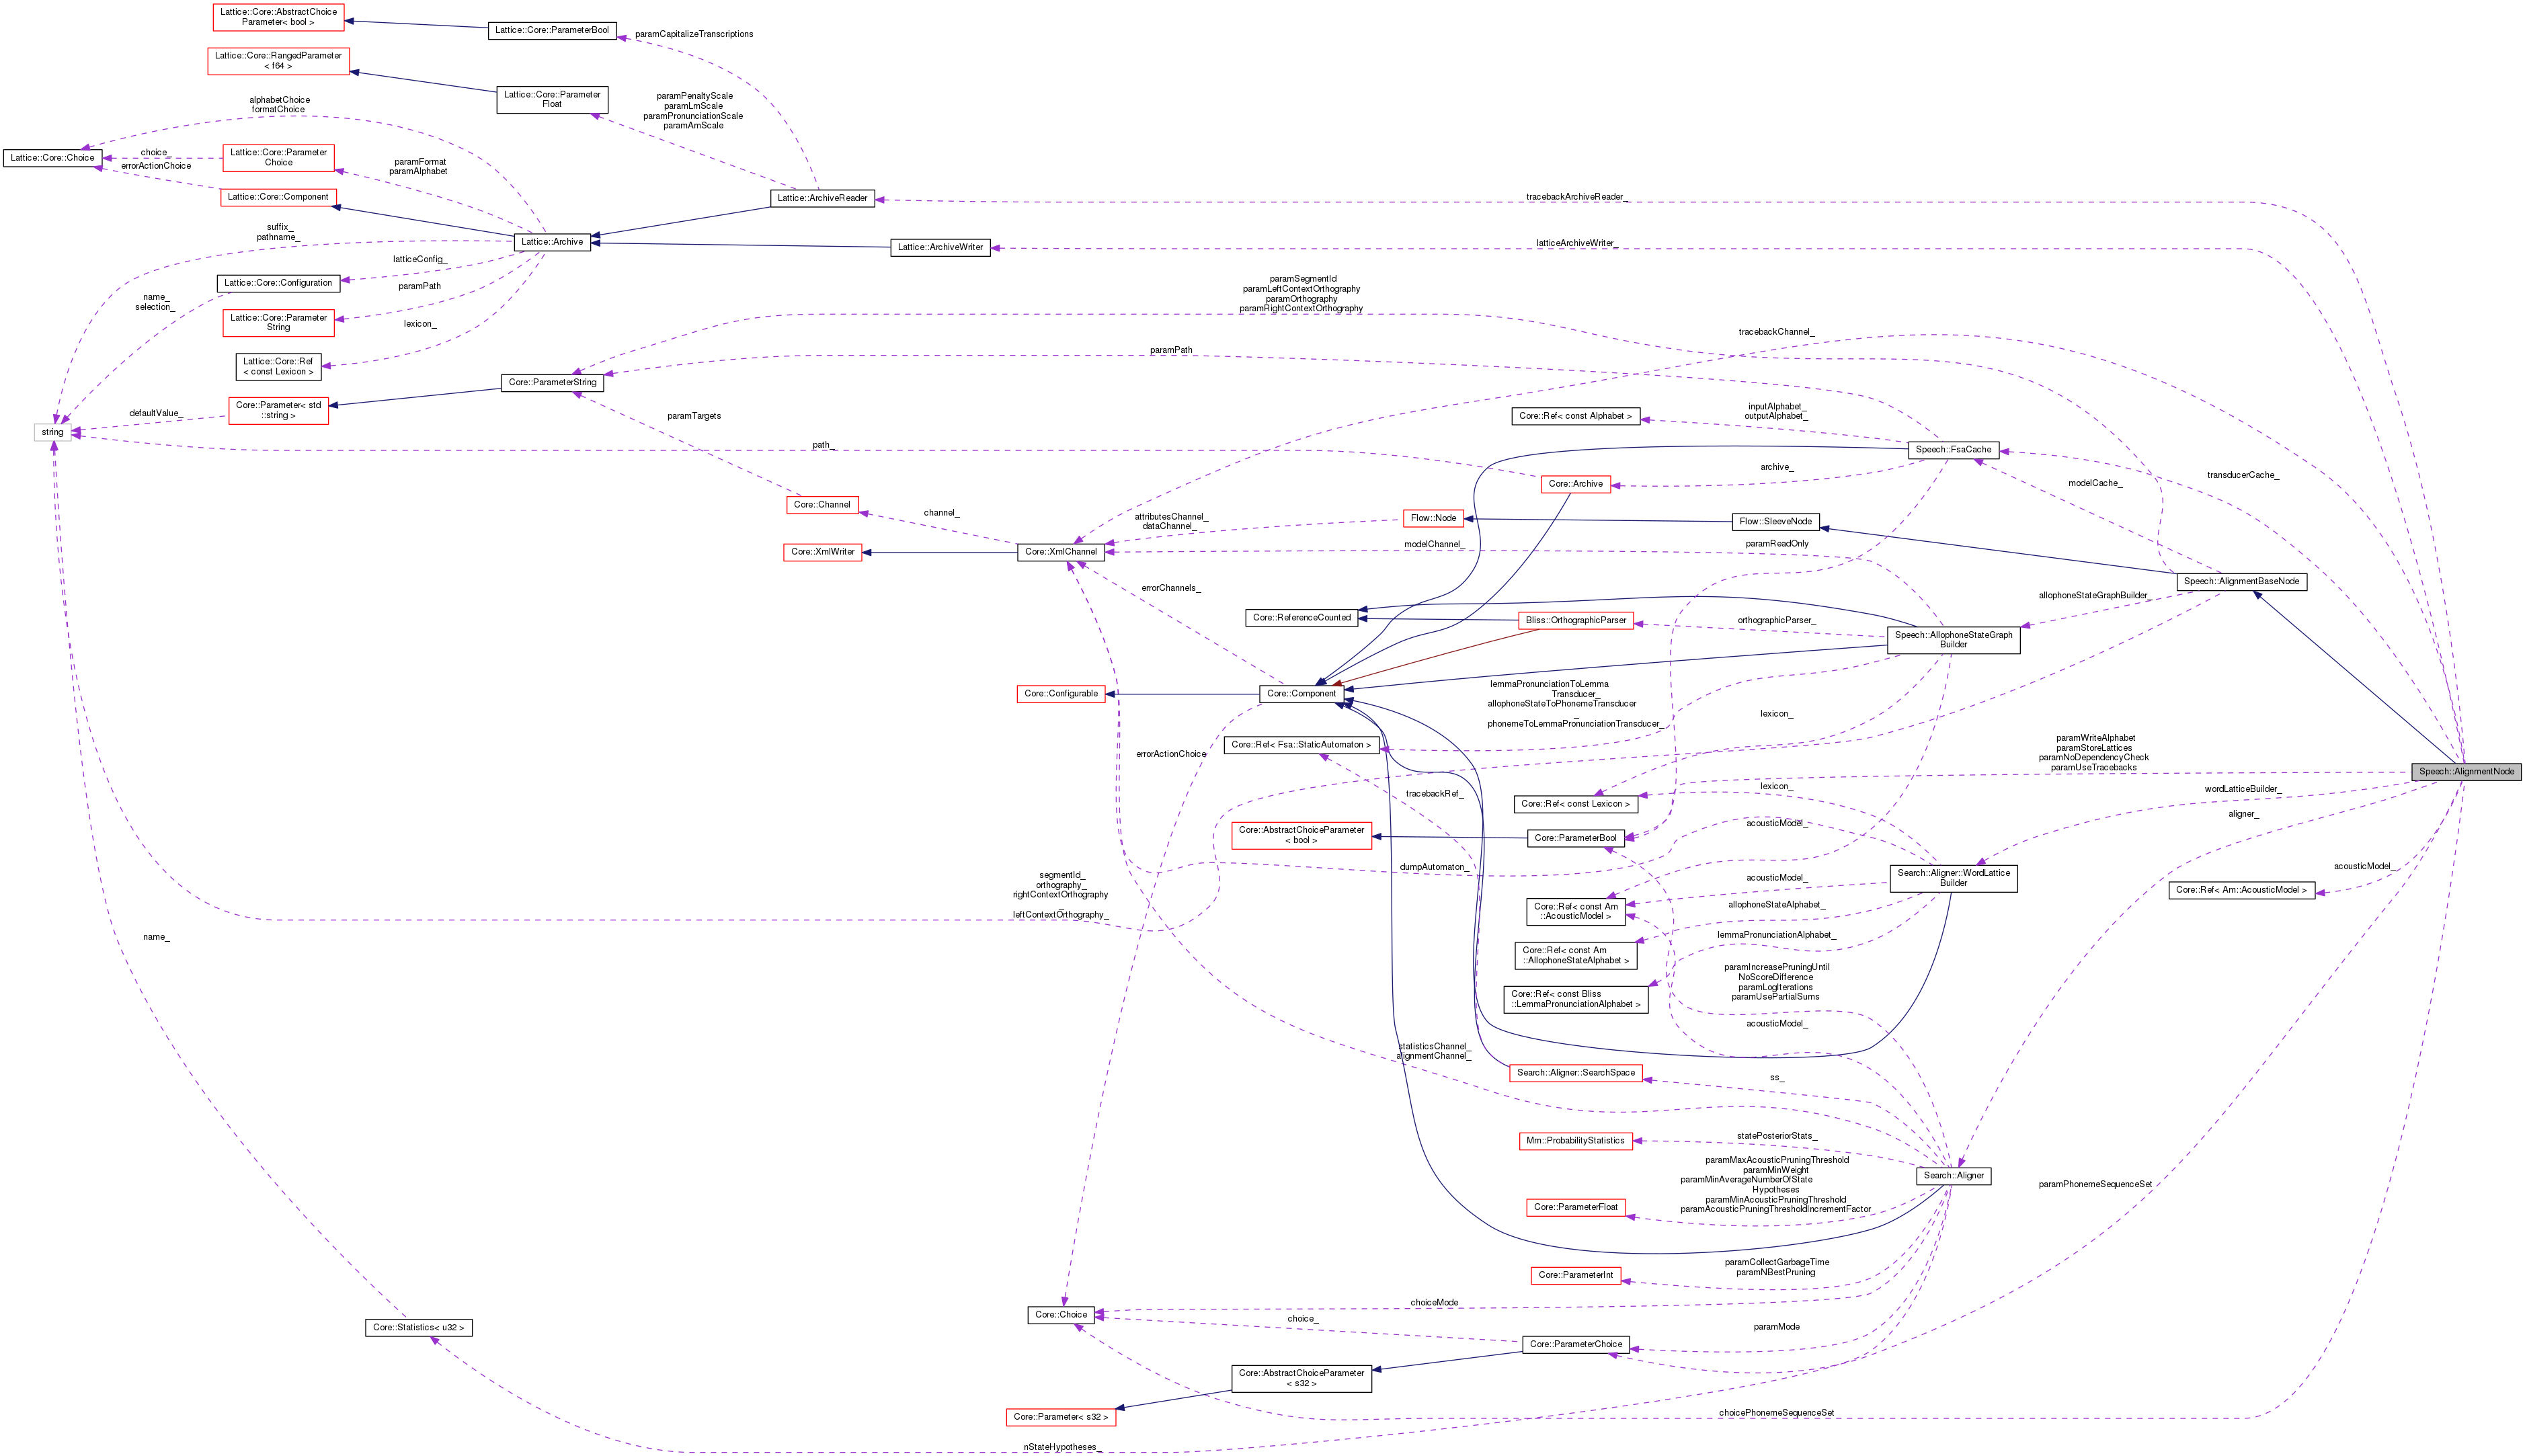 Lattice::Core::AbstractChoice
Parameter< bool >
Lattice::Core::ParameterBool
paramCapitalizeTranscriptions
Lattice::Core::RangedParameter
< f64 >
Lattice::Core::Parameter
Float
alphabetChoice
formatChoice
paramPenaltyScale
paramLmScale
paramPronunciationScale
paramAmScale
Lattice::Core::Choice
choice_
errorActionChoice
Lattice::Core::Parameter
Choice
paramFormat
paramAlphabet
Lattice::Core::Component
Lattice::ArchiveReader
tracebackArchiveReader_
suffix_
pathname_
Lattice::Archive
Lattice::ArchiveWriter
latticeArchiveWriter_
latticeConfig_
Lattice::Core::Configuration
paramPath
name_
selection_
paramSegmentId
paramLeftContextOrthography
paramOrthography
paramRightContextOrthography
Lattice::Core::Parameter
String
lexicon_
tracebackChannel_
Lattice::Core::Ref
< const Lexicon >
paramPath
Core::ParameterString
Core::Parameter< std
::string >
defaultValue_
paramTargets
string
path_
Core::Ref< const Alphabet >
inputAlphabet_
outputAlphabet_
Speech::FsaCache
archive_
Core::Archive
modelCache_
transducerCache_
Core::Channel
channel_
attributesChannel_
dataChannel_
Flow::Node
Flow::SleeveNode
Core::XmlWriter
Core::XmlChannel
modelChannel_
paramReadOnly
Speech::AlignmentBaseNode
errorChannels_
allophoneStateGraphBuilder_
Core::ReferenceCounted
Bliss::OrthographicParser
orthographicParser_
Speech::AllophoneStateGraph
Builder
Core::Configurable
Core::Component
lemmaPronunciationToLemma
Transducer_
allophoneStateToPhonemeTransducer
_
phonemeToLemmaPronunciationTransducer_
lexicon_
errorActionChoice
Core::Ref< Fsa::StaticAutomaton >
paramWriteAlphabet
paramStoreLattices
paramNoDependencyCheck
paramUseTracebacks
Speech::AlignmentNode
tracebackRef_
Core::Ref< const Lexicon >
lexicon_
wordLatticeBuilder_
aligner_
Core::AbstractChoiceParameter
< bool >
Core::ParameterBool
acousticModel_
dumpAutomaton_
acousticModel_
segmentId_
orthography_
rightContextOrthography
_
leftContextOrthography_
acousticModel_
Search::Aligner::WordLattice
Builder
Core::Ref< Am::AcousticModel >
Core::Ref< const Am
::AcousticModel >
allophoneStateAlphabet_
name_
Core::Ref< const Am
::AllophoneStateAlphabet >
lemmaPronunciationAlphabet_
Core::Ref< const Bliss
::LemmaPronunciationAlphabet >
paramIncreasePruningUntil
NoScoreDifference
paramLogIterations
paramUsePartialSums
acousticModel_
statisticsChannel_
alignmentChannel_
Search::Aligner::SearchSpace
ss_
Mm::ProbabilityStatistics
statePosteriorStats_
Search::Aligner
paramMaxAcousticPruningThreshold
paramMinWeight
paramMinAverageNumberOfState
Hypotheses
paramMinAcousticPruningThreshold
paramAcousticPruningThresholdIncrementFactor
Core::ParameterFloat
paramPhonemeSequenceSet
Core::ParameterInt
paramCollectGarbageTime
paramNBestPruning
choiceMode
Core::Choice
choice_
paramMode
Core::Statistics< u32 >
Core::ParameterChoice
Core::AbstractChoiceParameter
< s32 >
Core::Parameter< s32 >
choicePhonemeSequenceSet
nStateHypotheses_